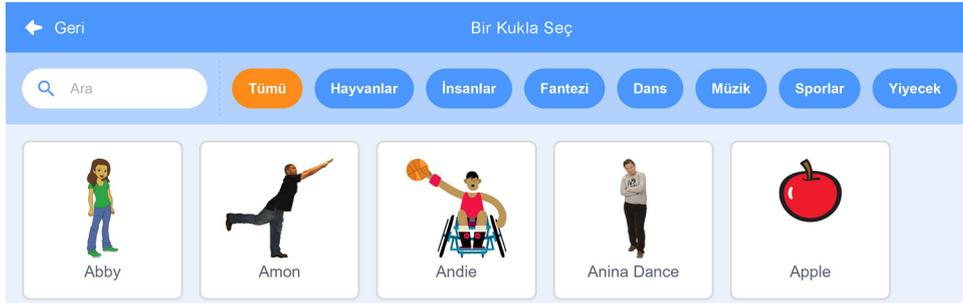 Geri
Bir Kukla Seç
Ara
Tümü
Hayvanlar
İnsanlar
Fantezi
Dans
Müzik
Sporlar
Yiyecek
Abby
Amon
Andie
Anina Dance
Apple